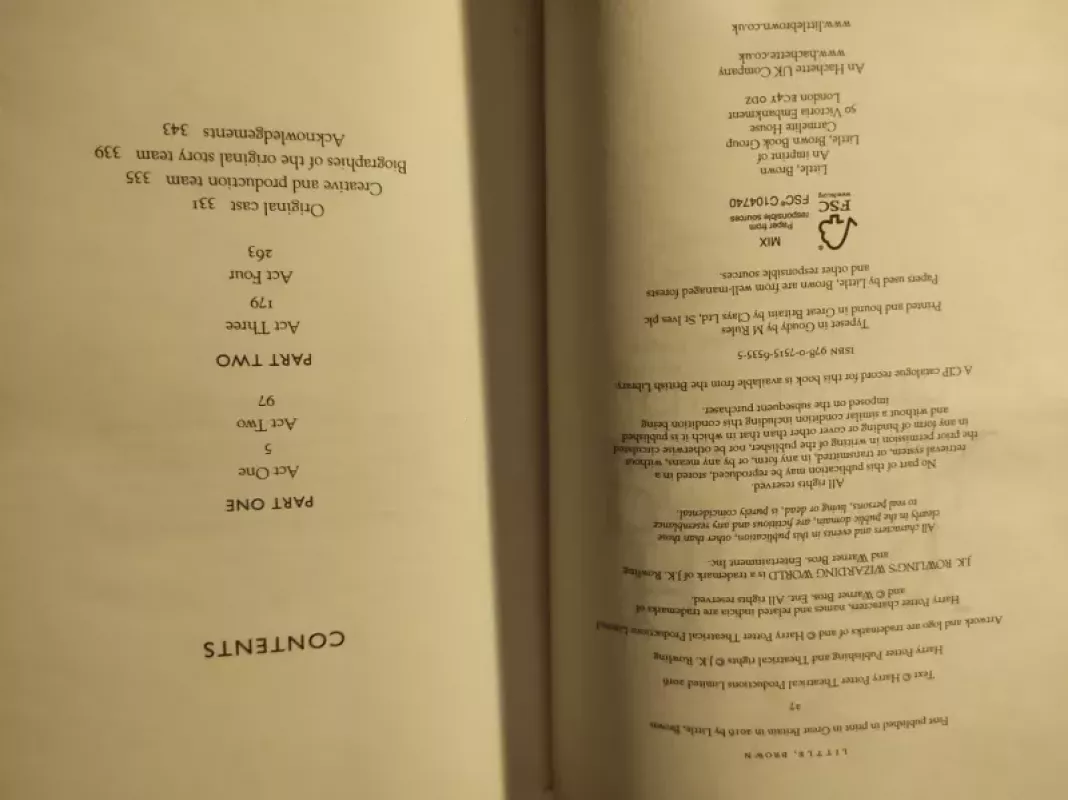 LITTLE, BROWN
First published in print in Great Britain in 2016 by Little, Brown
27
Text © Harry Potter Theatrical Productions Limited 2016
Harry Potter Publishing and Theatrical rights © J.K. Rowling
Artwork and logo are trademarks of and © Harry Potter Theatrical Productions Limited
Harry Potter characters, names and related indicia are trademarks of
and © Warner Bros. Ent. All rights reserved.
J.K. ROWLING'S WIZARDING WORLD is a trademark of J.K. Rowling
and Warner Bros. Entertainment Inc.
All characters and events in this publication, other than those
clearly in the public domain, are fictitious and any resemblance
to real persons, living or dead, is purely coincidental.
All rights reserved.
No part of this publication may be reproduced, stored in a
retrieval system, or transmitted, in any form, or by any means, without
the prior permission in writing of the publisher, nor be otherwise circulated
in any form of binding or cover other than that in which it is published
and without a similar condition including this condition being
imposed on the subsequent purchaser.
A CIP catalogue record for this book is available from the British Library.
ISBN 978-0-7515-6535-5
Typeset in Goudy by M Rules
Printed and bound in Great Britain by Clays Ltd, St Ives plc
Papers used by Little, Brown are from well-managed forests
and other responsible sources.
MIX
Paper from
responsible sources
FSC® C104740
FSC
www.fsc.org
Little, Brown
An imprint of
Little, Brown Book Group
Carmelite House
50 Victoria Embankment
London EC4Y 0DZ
An Hachette UK Company
www.hachette.co.uk
www.littlebrown.co.uk
CONTENTS
PART ONE
Act One
5
Act Two
97
PART TWO
Act Three
179
Act Four
263
Original cast 331
Creative and production team 335
Biographies of the original story team 339
Acknowledgements 343